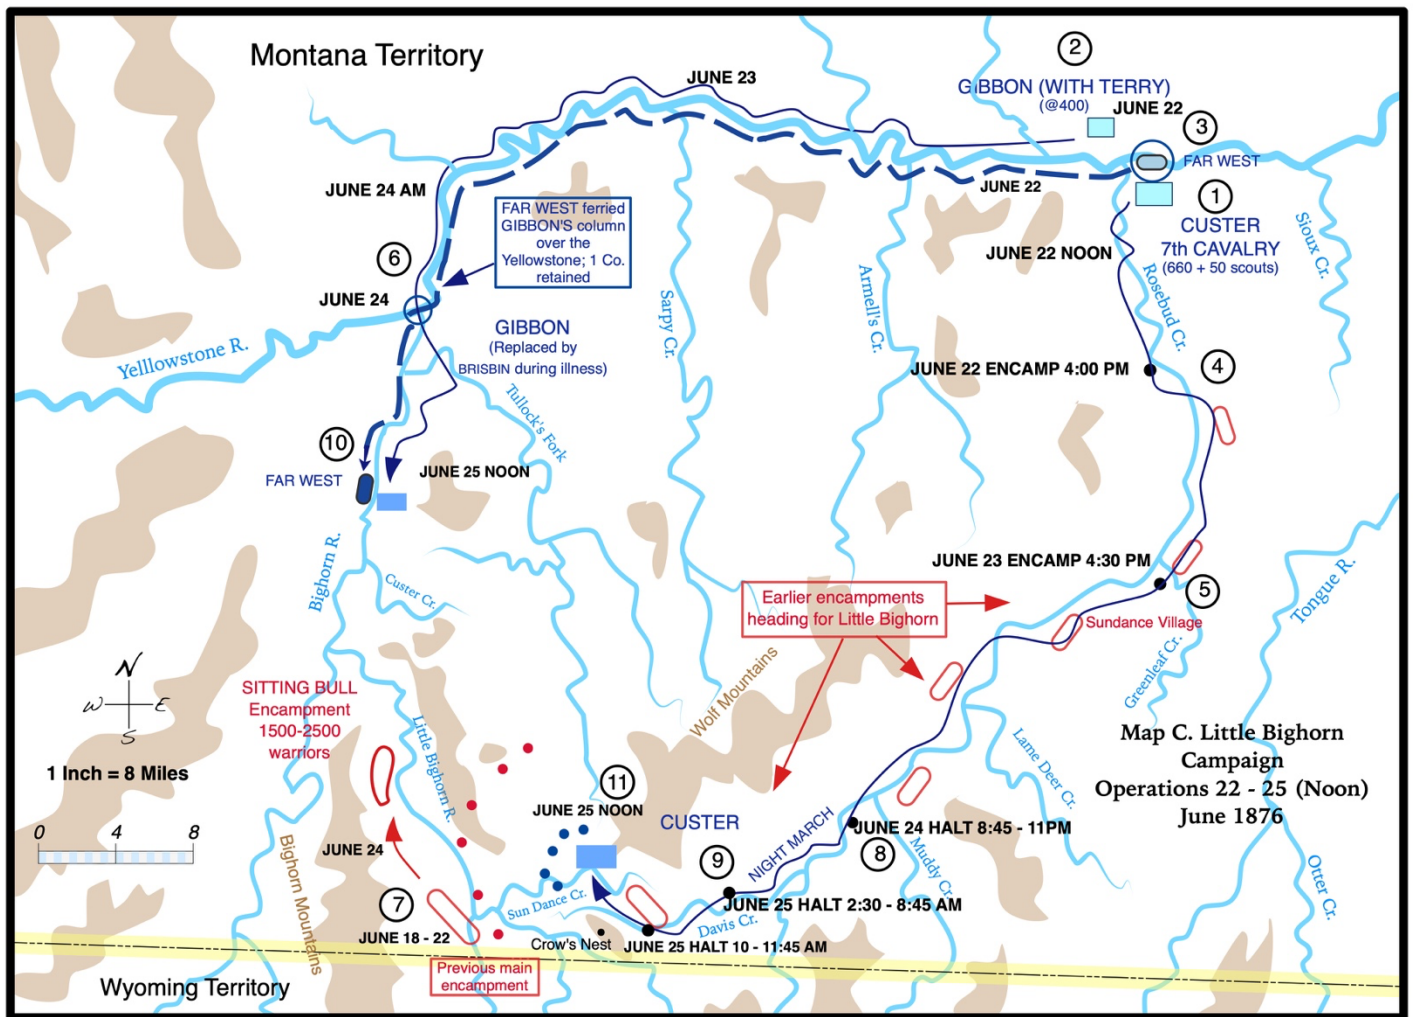 Montana Territory
JUNE 23
2
GIBBON (WITH TERRY)
(@400)
JUNE 22
3
FAR WEST
JUNE 22
1
CUSTER
7th CAVALRY
(660 + 50 scouts)
JUNE 22 NOON
Sioux Cr.
Rosebud Cr.
Armell's Cr.
Sarpy Cr.
JUNE 24 AM
FAR WEST ferried
GIBBON'S column
over the
Yellowstone; 1 Co.
retained
6
JUNE 24
GIBBON
(Replaced by
BRISBIN during illness)
Yelllowstone R.
Tullock's Fork
JUNE 22 ENCAMP 4:00 PM
4
10
FAR WEST
JUNE 25 NOON
Bighorn R.
Custer Cr.
JUNE 23 ENCAMP 4:30 PM
5
Sundance Village
Greenleaf Cr.
Tongue R.
Earlier encampments
heading for Little Bighorn
Wolf Mountains
N
W
E
S
1 Inch = 8 Miles
0
4
8
SITTING BULL
Encampment
1500-2500
warriors
Little Bighorn R.
Lame Deer Cr.
Map C. Little Bighorn
Campaign
Operations 22 - 25 (Noon)
June 1876
11
JUNE 25 NOON
CUSTER
NIGHT MARCH
JUNE 24 HALT 8:45 - 11PM
8
Muddy Cr.
Otter Cr.
JUNE 24
Bighorn Mountains
9
JUNE 25 HALT 2:30 - 8:45 AM
7
JUNE 18 - 22
Sun Dance Cr.
Davis Cr.
Crow's Nest
JUNE 25 HALT 10 - 11:45 AM
Previous main
encampment
Wyoming Territory